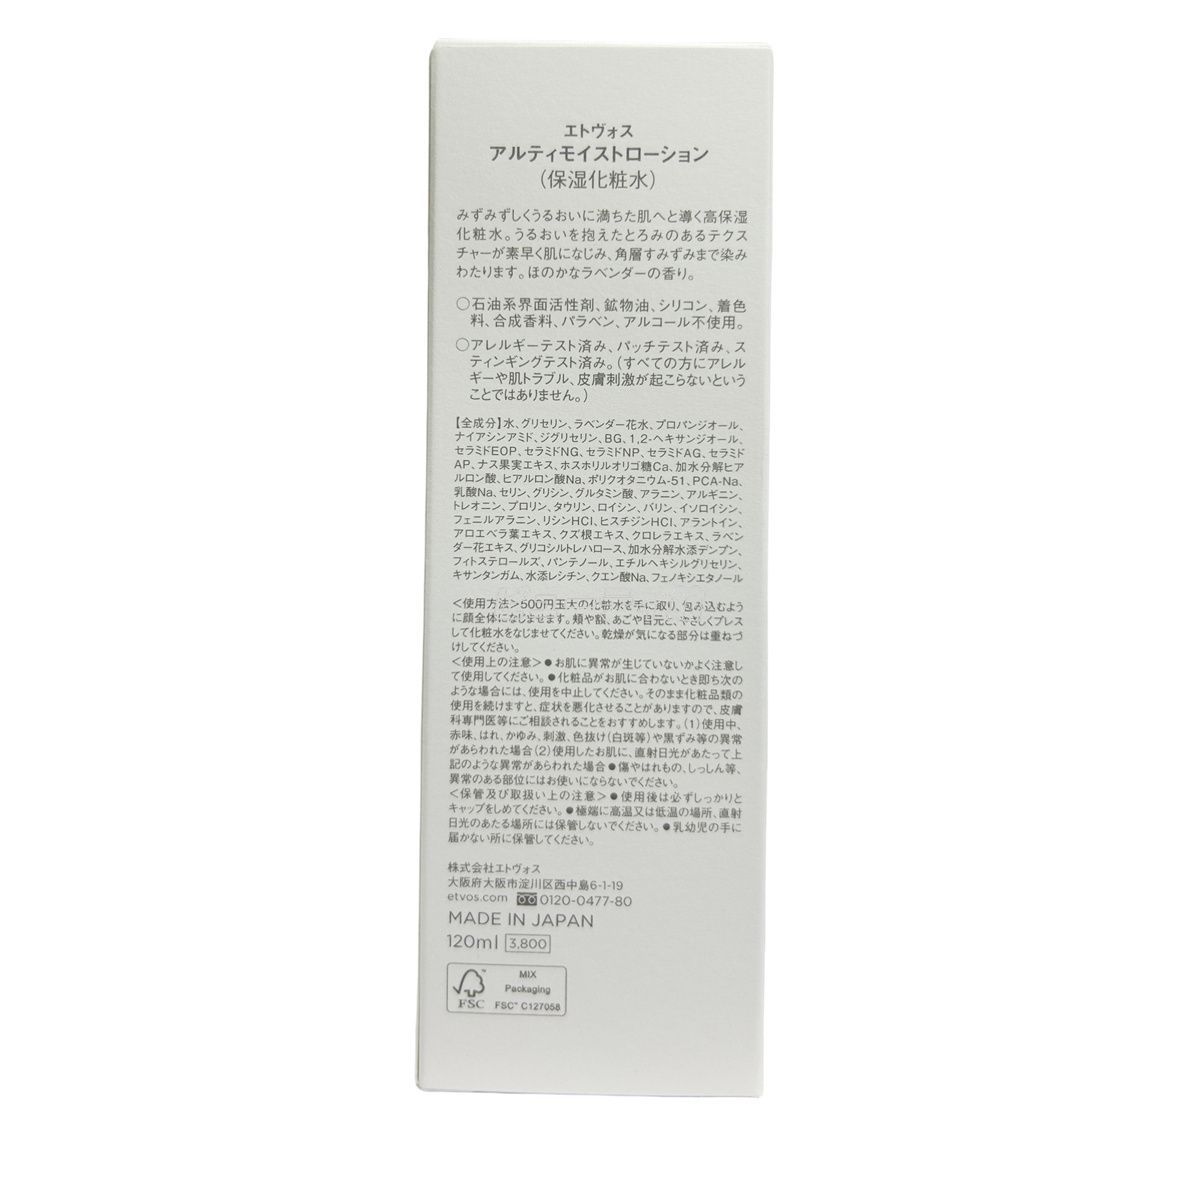 エトヴォス
アルティモイストローション
(保湿化粧水)
みずみずしくうるおいに満ちた肌へと導く高保湿
化粧水。うるおいを抱えたとろみのあるテクス
チャーが素早く肌になじみ、角層すみずみまで染み
わたります。ほのかなラベンダーの香り。
○石油系界面活性剤、鉱物油、シリコン、着色
料、合成香料、パラベン、アルコール不使用。
○アレルギーテスト済み、パッチテスト済み、ス
ティンギングテスト済み。(すべての方にアレル
ギーや肌トラブル、皮膚刺激が起こらないという
ことではありません。)
【全成分】水、グリセリン、ラベンダー花水、プロパンジオール、
ナイアシンアミド、ジグリセリン、BG、1,2-ヘキサンジオール、
セラミドEOP、セラミドNG、セラミドNP、セラミドAG、セラミド
AP、ナス果実エキス、ホスホリルオリゴ糖Ca、加水分解ヒア
ルロン酸、ヒアルロン酸Na、ポリクオタニウム-51、PCA-Na、
乳酸Na、セリン、グリシン、グルタミン酸、アラニン、アルギニン、
トレオニン、プロリン、タウリン、ロイシン、バリン、イソロイシン、
フェニルアラニン、リシンHCl、ヒスチジンHCl、アラントイン、
アロエベラ葉エキス、クズ根エキス、クロレラエキス、ラベン
ダー花エキス、グリコシルトレハロース、加水分解水添デンプン、
フィトステロールズ、パンテノール、エチルヘキシルグリセリン、
キサンタンガム、水添レシチン、クエン酸Na、フェノキシエタノール
<使用方法>500円玉大の化粧水を手に取り、包み込むよう
に顔全体になじませます。頬や額、あごや目元と、やさしくプレス
して化粧水をなじませてください。乾燥が気になる部分は重ねづ
けしてください。
<使用上の注意>●お肌に異常が生じていないかよく注意し
て使用してください。●化粧品がお肌に合わないとき即ち次の
ような場合には、使用を中止してください。そのまま化粧品類の
使用を続けますと、症状を悪化させることがありますので、皮膚
科専門医等にご相談されることをおすすめします。(1)使用中、
赤味、はれ、かゆみ、刺激、色抜け(白斑等)や黒ずみ等の異常
があらわれた場合(2)使用したお肌に、直射日光があたって上
記のような異常があらわれた場合●傷やはれもの、しっしん等、
異常のある部位にはお使いにならないでください。
<保管及び取扱い上の注意>●使用後は必ずしっかりと
キャップをしめてください。●極端に高温又は低温の場所、直射
日光のあたる場所には保管しないでください。●乳幼児の手に
届かない所に保管してください。
株式会社エトヴォス
大阪府大阪市淀川区西中島6-1-19
etvos.com 0120-0477-80
MADE IN JAPAN
120ml 3,800
MIX
Packaging
FSC FSC™ C127058